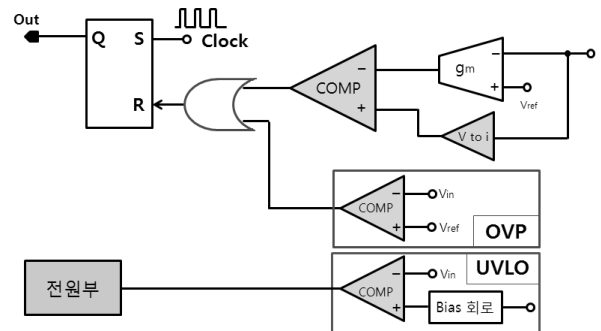 Out
Q S Clock
R
COMP
−
+
gm
−
+
Vref
V to i
COMP
−
+
Vin
Vref
OVP
UVLO
전원부
COMP
−
+
Vin
Bias 회로